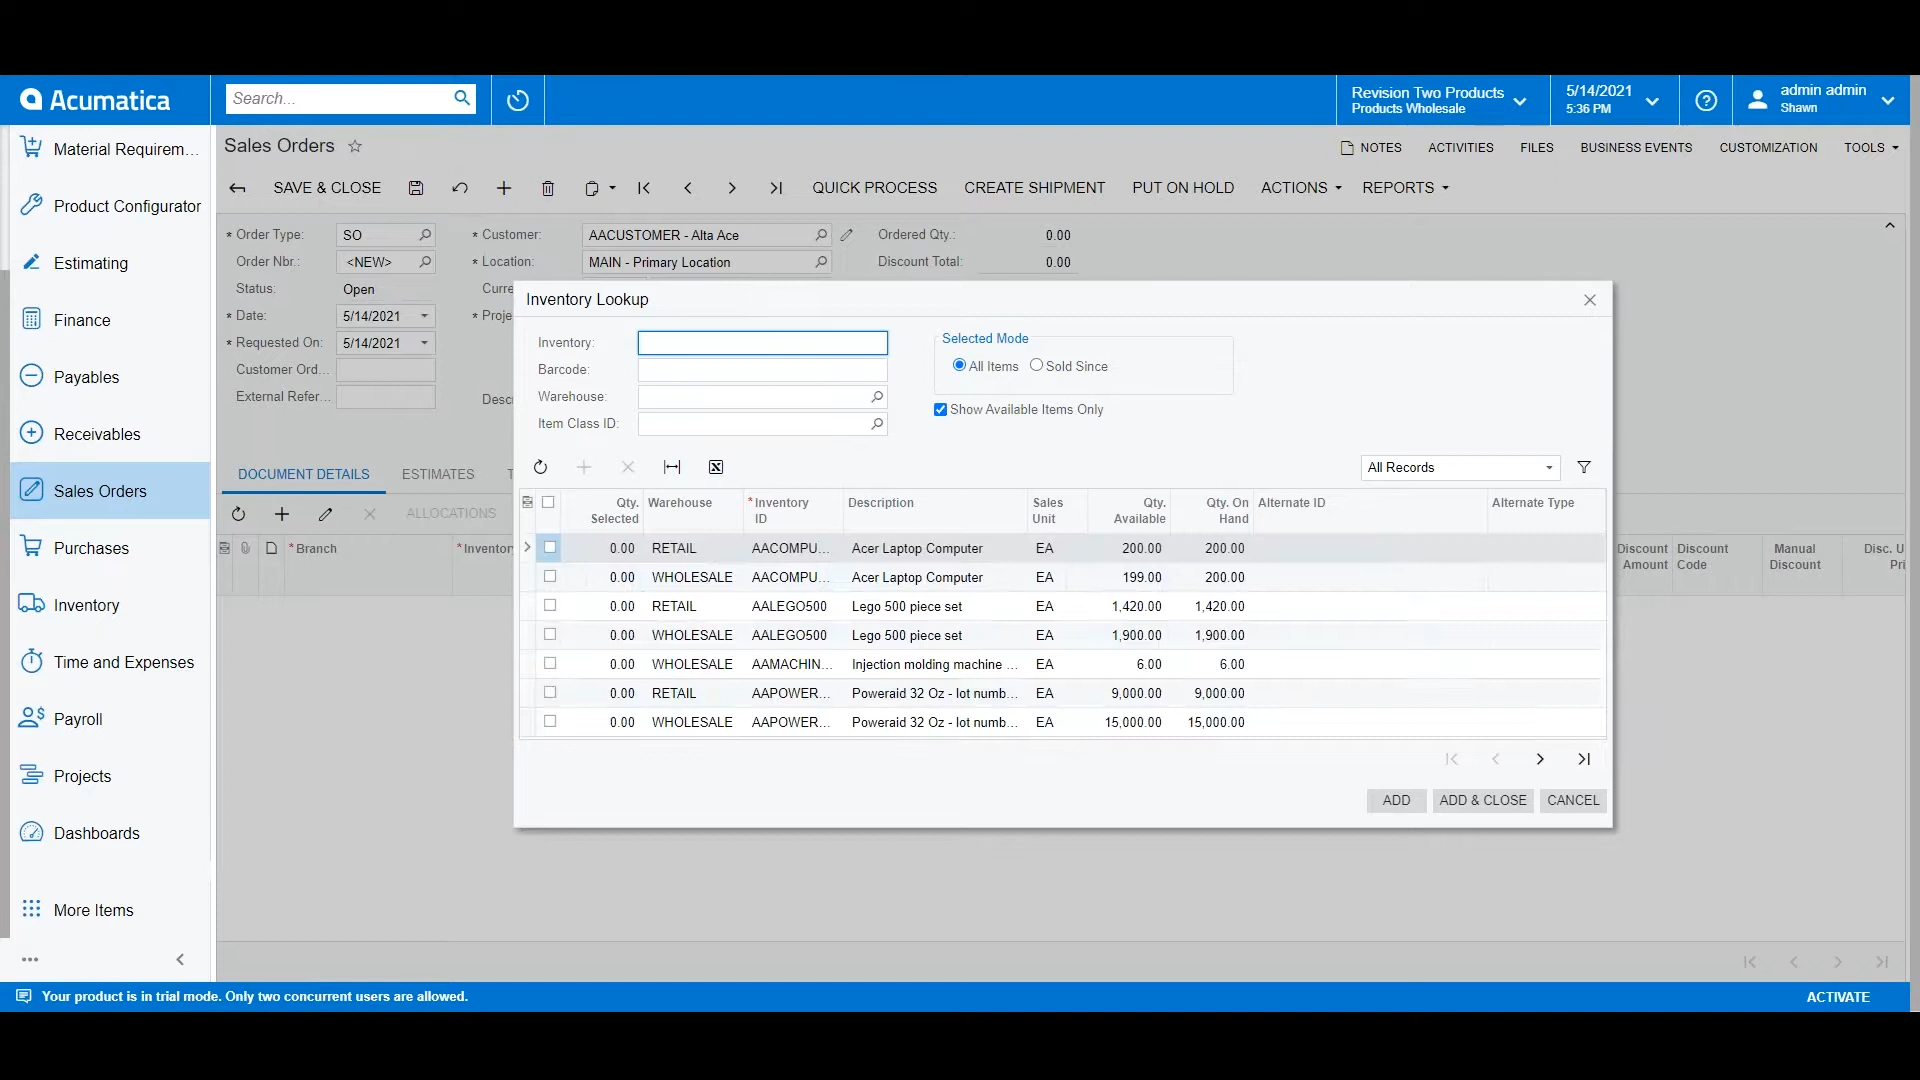 Acumatica
Search...
Revision Two Products
Products Wholesale
5/14/2021
5:36 PM
admin admin
Shawn
Material Requirem...
Product Configurator
Estimating
Finance
Payables
Receivables
Sales Orders
Purchases
Inventory
Time and Expenses
Payroll
Projects
Dashboards
More Items
Sales Orders
NOTES ACTIVITIES FILES BUSINESS EVENTS CUSTOMIZATION TOOLS
SAVE & CLOSE QUICK PROCESS CREATE SHIPMENT PUT ON HOLD ACTIONS REPORTS
* Order Type: SO * Customer: AACUSTOMER - Alta Ace Ordered Qty.: 0.00
Order Nbr.: <NEW> * Location: MAIN - Primary Location Discount Total: 0.00
Status: Open Curre
* Date: 5/14/2021 * Proje
* Requested On: 5/14/2021
Customer Ord...
External Refer... Desc
DOCUMENT DETAILS ESTIMATES T
ALLOCATIONS
* Branch * Inventory Discount Amount Discount Code Manual Discount Disc. U Pri
Inventory Lookup
Inventory:
Barcode:
Warehouse:
Item Class ID:
Selected Mode
All Items Sold Since
Show Available Items Only
All Records
Qty. Selected Warehouse * Inventory ID Description Sales Unit Qty. Available Qty. On Hand Alternate ID Alternate Type
0.00 RETAIL AACOMPU... Acer Laptop Computer EA 200.00 200.00
0.00 WHOLESALE AACOMPU... Acer Laptop Computer EA 199.00 200.00
0.00 RETAIL AALEGO500 Lego 500 piece set EA 1,420.00 1,420.00
0.00 WHOLESALE AALEGO500 Lego 500 piece set EA 1,900.00 1,900.00
0.00 WHOLESALE AAMACHIN... Injection molding machine ... EA 6.00 6.00
0.00 RETAIL AAPOWER... Poweraid 32 Oz - lot numb... EA 9,000.00 9,000.00
0.00 WHOLESALE AAPOWER... Poweraid 32 Oz - lot numb... EA 15,000.00 15,000.00
ADD ADD & CLOSE CANCEL
Your product is in trial mode. Only two concurrent users are allowed.
ACTIVATE